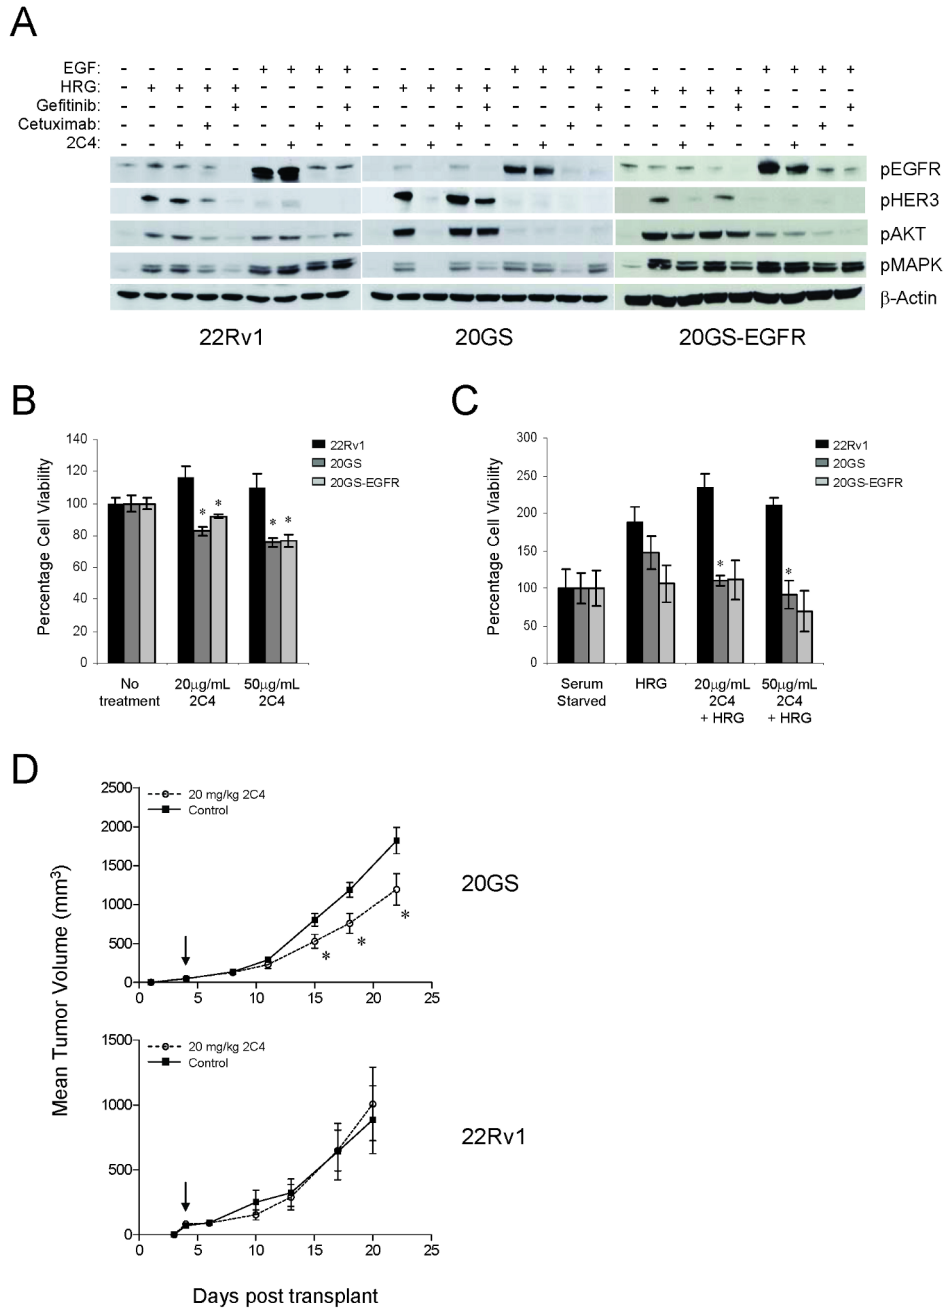 A
EGF: - - - - - + + + + - - - - - + + + + - - - - - + + + +
HRG: - + + + + - - - - - + + + + - - - - - + + + + - - - -
Gefitinib: - - - - + - - - + - - - - + - - - + - - - - + - - - +
Cetuximab: - - - + - - - + - - - - + - - - + - - - - + - - - + -
2C4: - - + - - - + - - - - + - - - + - - - - + - - - + - -
pEGFR
pHER3
pAKT
pMAPK
β-Actin
22Rv1 20GS 20GS-EGFR
B
Percentage Cell Viability
140
120
100
80
60
40
20
0
22Rv1
20GS
20GS-EGFR
* *
* *
No treatment
20µg/mL 2C4
50µg/mL 2C4
C
Percentage Cell Viability
300
250
200
150
100
50
0
22Rv1
20GS
20GS-EGFR
*
*
Serum Starved
HRG
20µg/mL 2C4 + HRG
50µg/mL 2C4 + HRG
D
Mean Tumor Volume (mm³)
2500
2000
1500
1000
500
0
20 mg/kg 2C4
Control
* * *
0 5 10 15 20 25
20GS
1500
1000
500
0
20 mg/kg 2C4
Control
0 5 10 15 20 25
22Rv1
Days post transplant